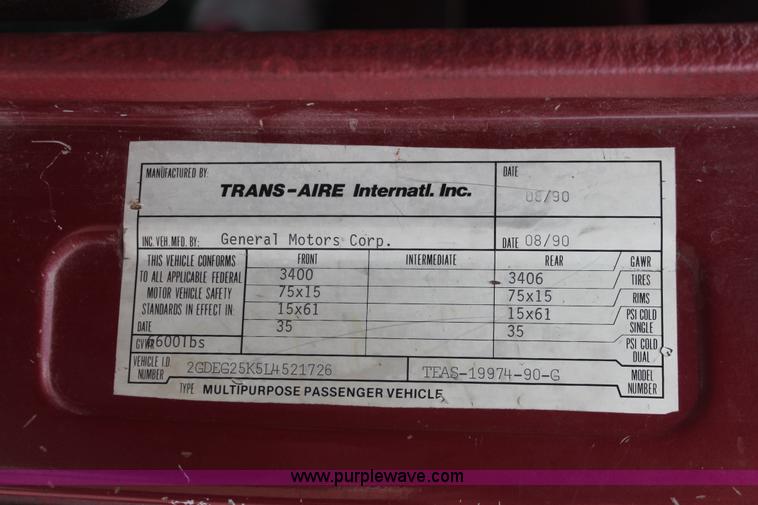 MANUFACTURED BY: DATE
TRANS-AIRE Internatl. Inc. 08/90
INC. VEH. MFD. BY: General Motors Corp. DATE 08/90
THIS VEHICLE CONFORMS FRONT INTERMEDIATE REAR GAWR
TO ALL APPLICABLE FEDERAL 3400 3406 TIRES
MOTOR VEHICLE SAFETY 75x15 75x15 RIMS
STANDARDS IN EFFECT IN: 15x61 15x61 PSI COLD SINGLE
DATE 35 35 PSI COLD DUAL
GVWR 6600lbs
VEHICLE I.D. NUMBER 2GDEG25K5L4521726 TEAS-19974-90-G MODEL NUMBER
TYPE MULTIPURPOSE PASSENGER VEHICLE
www.purplewave.com